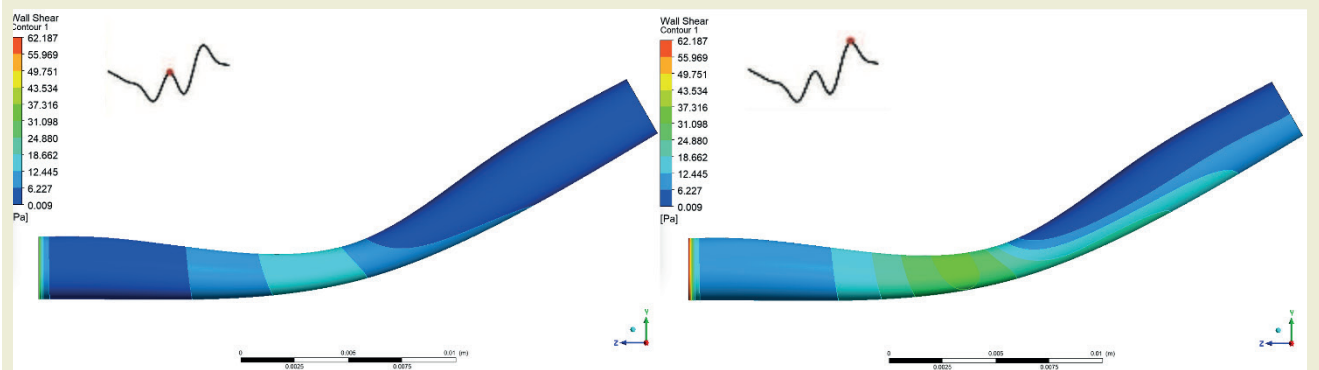 Wall Shear
Contour 1
62.187
55.969
49.751
43.534
37.316
31.098
24.880
18.662
12.445
6.227
0.009
Pa]
0
0.005
0.01 (m)
0.0025
0.0075
Y
Z
Wall Shear
Contour 1
62.187
55.969
49.751
43.534
37.316
31.098
24.880
18.662
12.445
6.227
0.009
[Pa]
0
0.005
0.01 (m)
0.0025
0.0075
Y
Z